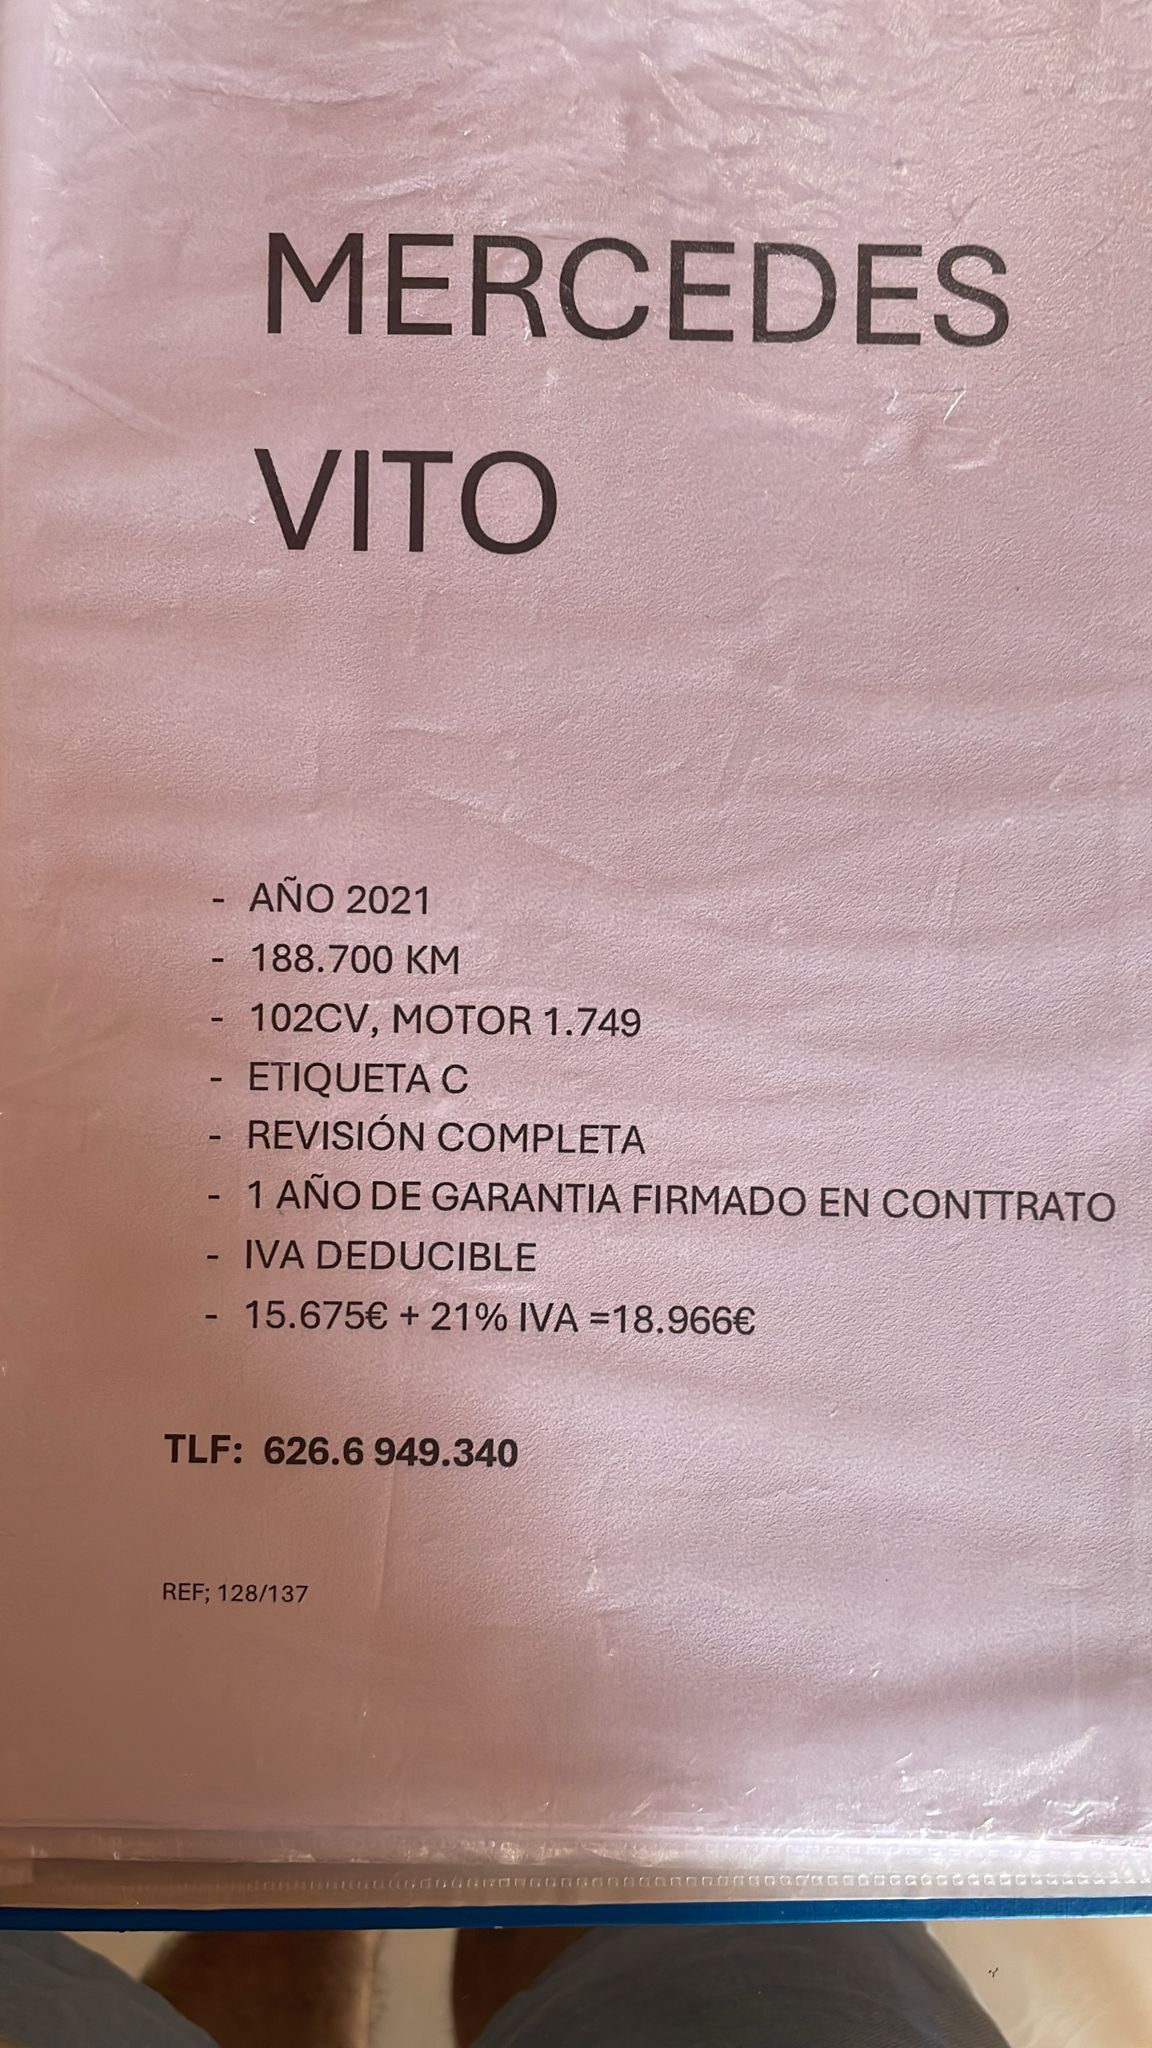 MERCEDES
VITO
- AÑO 2021
- 188.700 KM
- 102CV, MOTOR 1.749
- ETIQUETA C
- REVISIÓN COMPLETA
- 1 AÑO DE GARANTIA FIRMADO EN CONTTRATO
- IVA DEDUCIBLE
- 15.675€ + 21% IVA =18.966€
TLF: 626.6 949.340
REF; 128/137